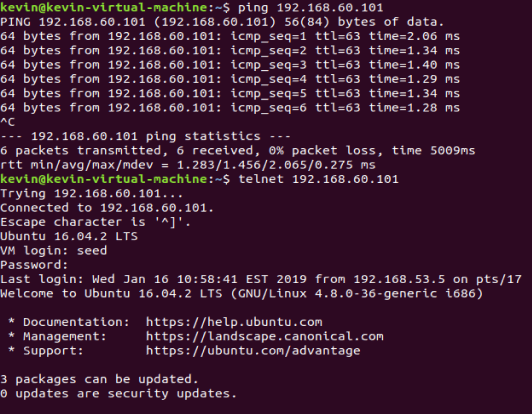 kevin@kevin-virtual-machine:~$ ping 192.168.60.101
PING 192.168.60.101 (192.168.60.101) 56(84) bytes of data.
64 bytes from 192.168.60.101: icmp_seq=1 ttl=63 time=2.06 ms
64 bytes from 192.168.60.101: icmp_seq=2 ttl=63 time=1.34 ms
64 bytes from 192.168.60.101: icmp_seq=3 ttl=63 time=1.40 ms
64 bytes from 192.168.60.101: icmp_seq=4 ttl=63 time=1.29 ms
64 bytes from 192.168.60.101: icmp_seq=5 ttl=63 time=1.34 ms
64 bytes from 192.168.60.101: icmp_seq=6 ttl=63 time=1.28 ms
^C
--- 192.168.60.101 ping statistics ---
6 packets transmitted, 6 received, 0% packet loss, time 5009ms
rtt min/avg/max/mdev = 1.283/1.456/2.065/0.275 ms
kevin@kevin-virtual-machine:~$ telnet 192.168.60.101
Trying 192.168.60.101...
Connected to 192.168.60.101.
Escape character is '^]'.
Ubuntu 16.04.2 LTS
VM login: seed
Password:
Last login: Wed Jan 16 10:58:41 EST 2019 from 192.168.53.5 on pts/17
Welcome to Ubuntu 16.04.2 LTS (GNU/Linux 4.8.0-36-generic i686)
* Documentation:  https://help.ubuntu.com
* Management:     https://landscape.canonical.com
* Support:        https://ubuntu.com/advantage
3 packages can be updated.
0 updates are security updates.